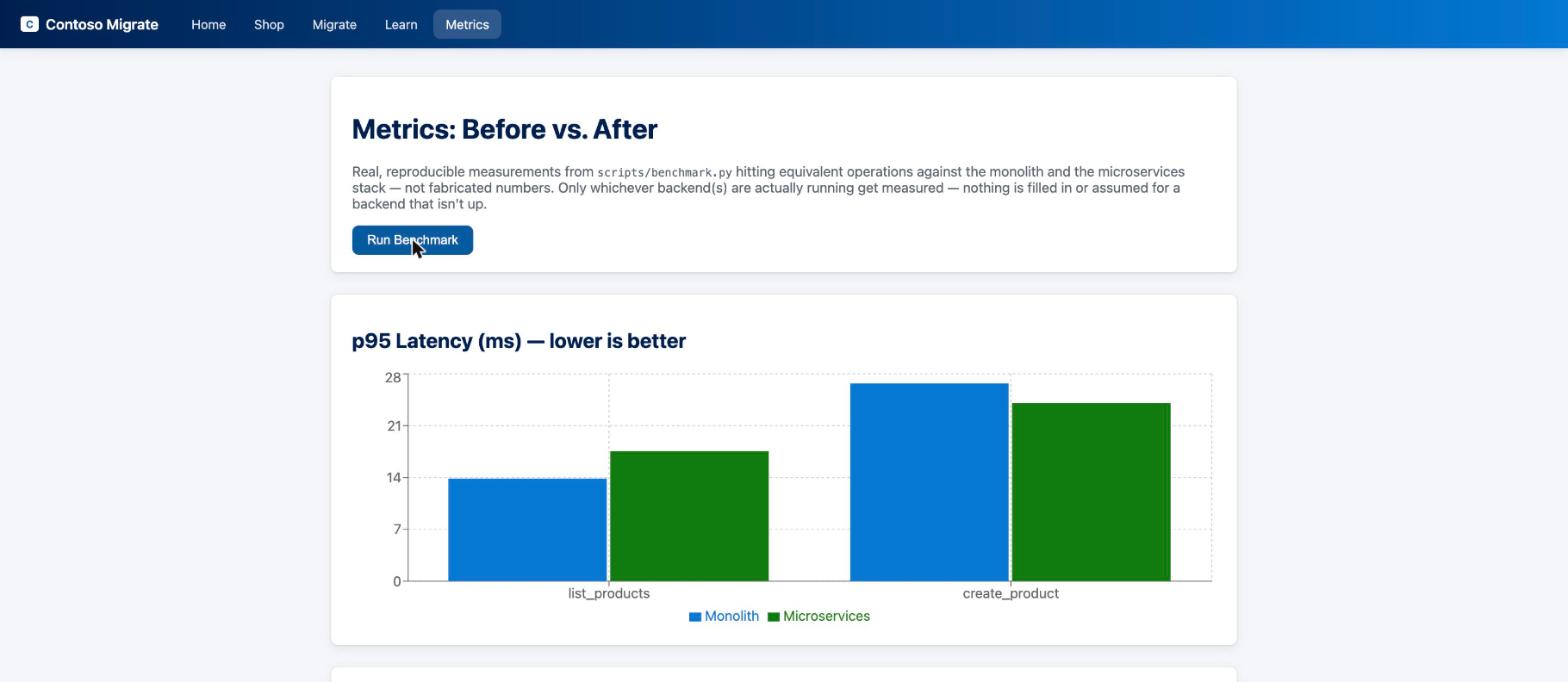 C Contoso Migrate Home Shop Migrate Learn Metrics
Metrics: Before vs. After
Real, reproducible measurements from scripts/benchmark.py hitting equivalent operations against the monolith and the microservices
stack — not fabricated numbers. Only whichever backend(s) are actually running get measured — nothing is filled in or assumed for a
backend that isn't up.
Run Benchmark
p95 Latency (ms) — lower is better
28
21
14
7
0
list_products create_product
Monolith Microservices